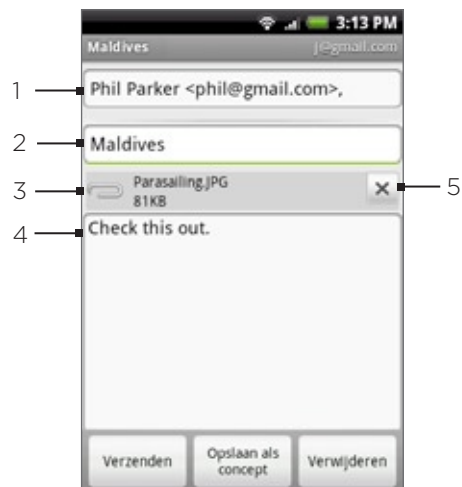 3:13 PM
Maldives j@gmail.com
1 Phil Parker <phil@gmail.com>,
2 Maldives
3 Parasailing.JPG 5
81KB
4 Check this out.
Verzenden Opslaan als concept Verwijderen